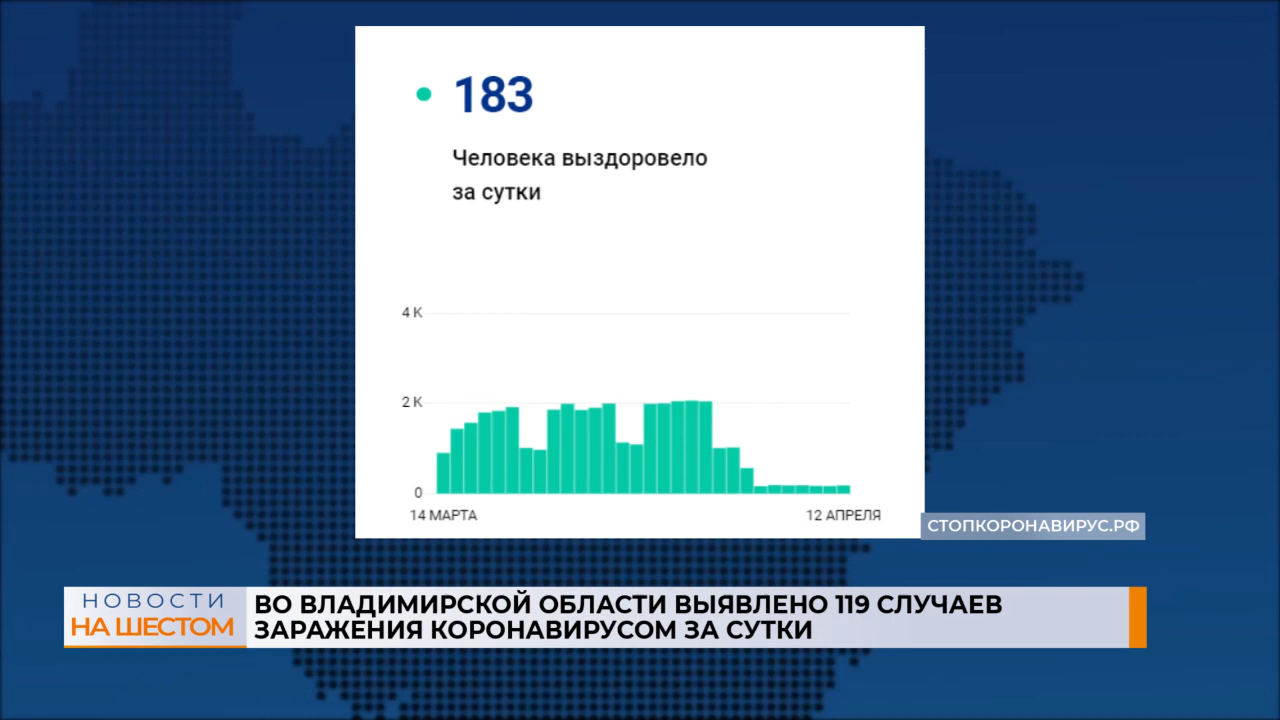 183
Человека выздоровело
за сутки
4 K
2 K
0
14 МАРТА
12 АПРЕЛЯ
СТОПКОРОНАВИРУС.РФ
НОВОСТИ
НА ШЕСТОМ
ВО ВЛАДИМИРСКОЙ ОБЛАСТИ ВЫЯВЛЕНО 119 СЛУЧАЕВ
ЗАРАЖЕНИЯ КОРОНАВИРУСОМ ЗА СУТКИ